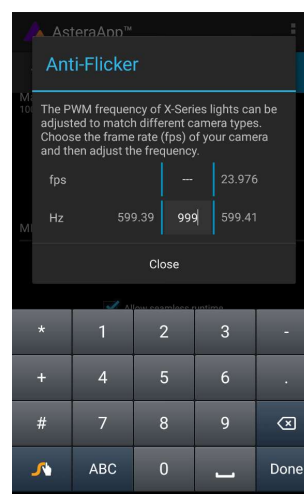 AsteraApp™
Anti-Flicker
The PWM frequency of X-Series lights can be
adjusted to match different camera types.
Choose the frame rate (fps) of your camera
and then adjust the frequency.
fps --- 23.976
Hz 599.39 999 599.41
Close
Allow seamless runtime
* 1 2 3 -
+ 4 5 6 .
# 7 8 9
ABC 0 Done